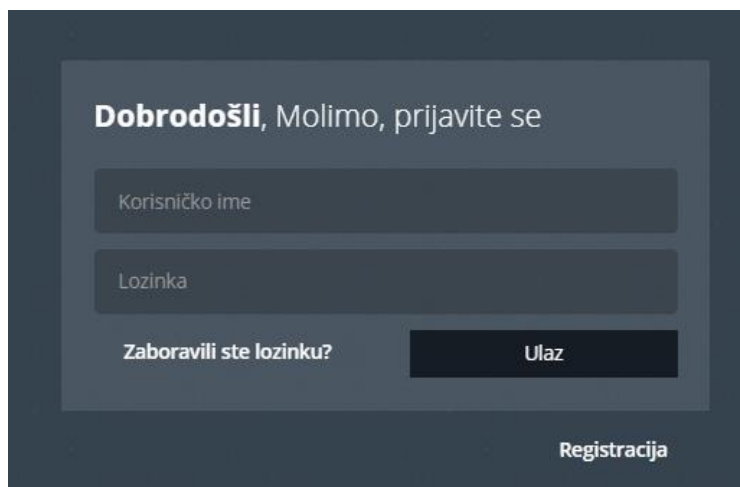 Dobrodošli, Molimo, prijavite se
Korisničko ime
Lozinka
Zaboravili ste lozinku?
Ulaz
Registracija